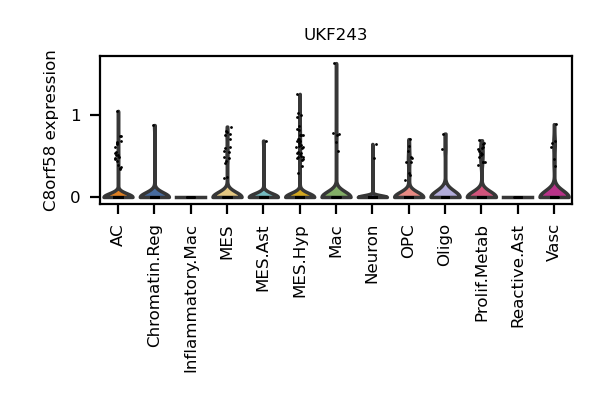 UKF243
C8orf58 expression
1
0
AC
Chromatin.Reg
Inflammatory.Mac
MES
MES.Ast
MES.Hyp
Mac
Neuron
OPC
Oligo
Prolif.Metab
Reactive.Ast
Vasc